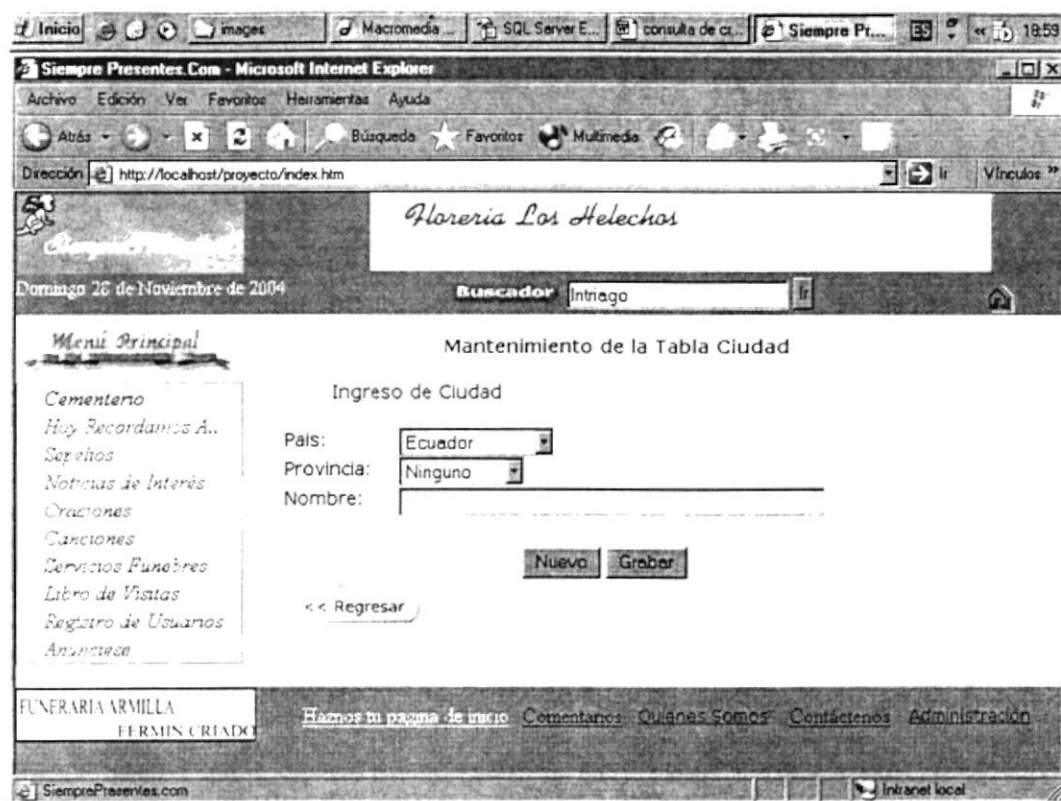 Inicio images Macromedia ... SQL Server E... consulta de cr... Siempre Pr... ES « 18:59
Siempre Presentes.Com - Microsoft Internet Explorer
Archivo Edición Ver Favoritos Herramientas Ayuda
Atrás Búsqueda Favoritos Multimedia
Dirección http://localhost/proyecto/index.htm Ir Vínculos »
Floreria Los Helechos
Domingo 28 de Noviembre de 2004 Buscador Intriago Ir
Menú Principal
Mantenimiento de la Tabla Ciudad
Cementerio
Hoy Recordamos A..
Sepelios
Noticias de Interés
Oraciones
Canciones
Servicios Fúnebres
Libro de Visitas
Registro de Usuarios
Anunciese
Ingreso de Ciudad
Pais: Ecuador
Provincia: Ninguno
Nombre:
Nuevo Grabar
<< Regresar
FUNERARIA ARMILLA
FERMIN CRIADO
Haznos tu pagina de inicio Comentarios Quiénes Somos Contáctenos Administración
SiemprePresentes.com Intranet local